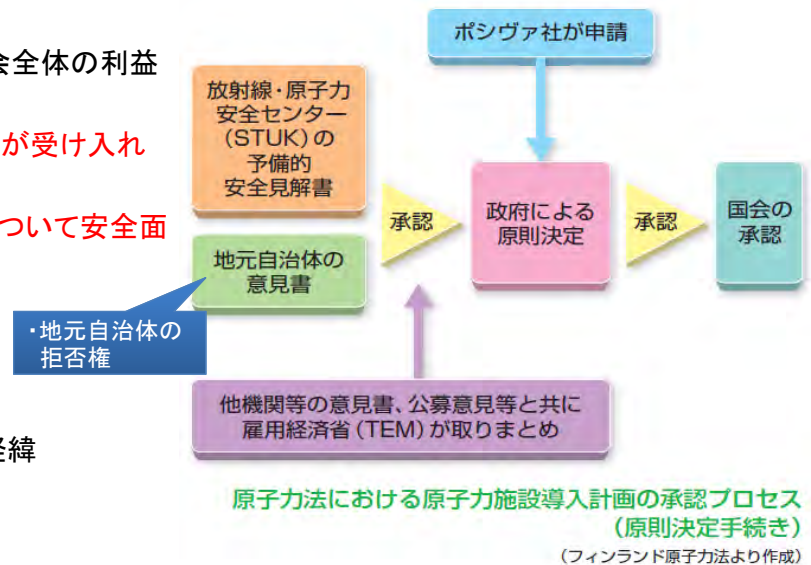 会全体の利益
が受け入れ
ついて安全面
経緯
ポシヴァ社が申請
放射線・原子力
安全センター
(STUK)の
予備的
安全見解書
地元自治体の
意見書
・地元自治体の
拒否権
承認
政府による
原則決定
承認
国会の
承認
他機関等の意見書、公募意見等と共に
雇用経済省(TEM)が取りまとめ
原子力法における原子力施設導入計画の承認プロセス
(原則決定手続き)
(フィンランド原子力法より作成)